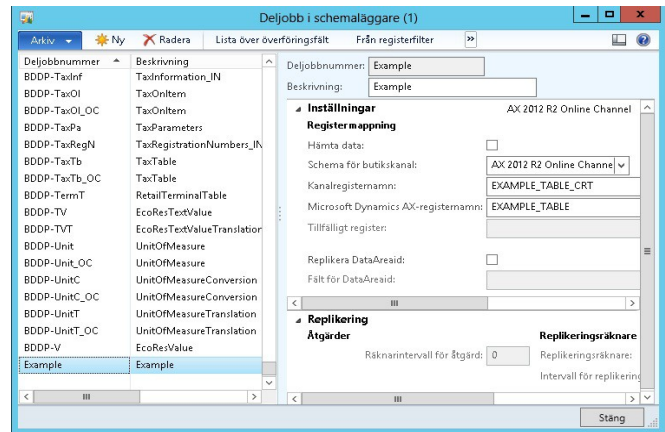 Deljobb i schemaläggare (1)
Arkiv Ny Radera Lista över överföringsfält Från registerfilter »
Deljobbnummer Beskrivning
BDDP-TaxInf TaxInformation_IN
BDDP-TaxOI TaxOnItem
BDDP-TaxOI_OC TaxOnItem
BDDP-TaxPa TaxParameters
BDDP-TaxRegN TaxRegistrationNumbers_IN
BDDP-TaxTb TaxTable
BDDP-TaxTb_OC TaxTable
BDDP-TermT RetailTerminalTable
BDDP-TV EcoResTextValue
BDDP-TVT EcoResTextValueTranslation
BDDP-Unit UnitOfMeasure
BDDP-Unit_OC UnitOfMeasure
BDDP-UnitC UnitOfMeasureConversion
BDDP-UnitC_OC UnitOfMeasureConversion
BDDP-UnitT UnitOfMeasureTranslation
BDDP-UnitT_OC UnitOfMeasureTranslation
BDDP-V EcoResValue
Example Example
Deljobbnummer: Example
Beskrivning: Example
Inställningar AX 2012 R2 Online Channel
Registermappning
Hämta data:
Schema för butikskanal: AX 2012 R2 Online Channe
Kanalregisternamn: EXAMPLE_TABLE_CRT
Microsoft Dynamics AX-registernamn: EXAMPLE_TABLE
Tillfälligt register:
Replikera DataAreaid:
Fält för DataAreaid:
Replikering
Åtgärder Replikeringsräknare
Räknarintervall för åtgärd: 0 Replikeringsräknare:
Intervall för replikering
Stäng